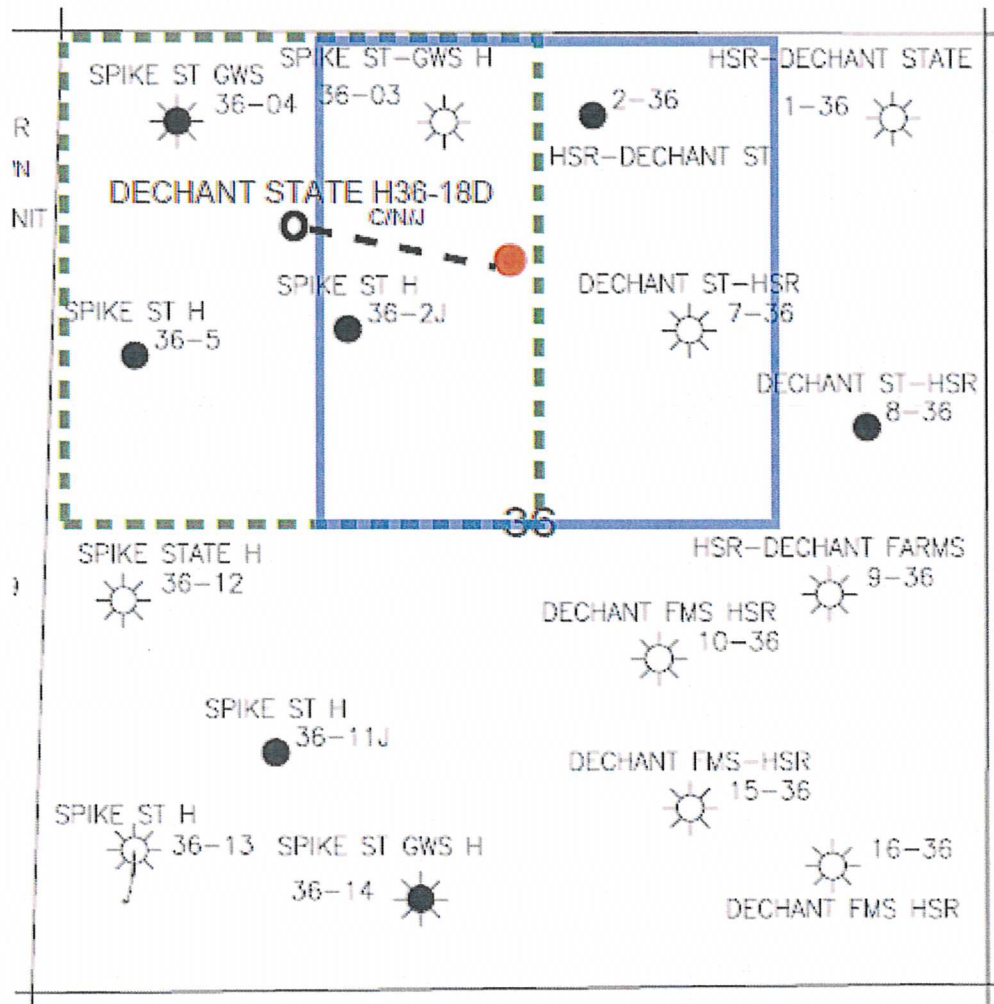 SPIKE ST GWS
36-04
SPIKE ST-GWS H
36-03
2-36
HSR-DECHANT ST
HSR-DECHANT STATE
1-36
R
NIT
DECHANT STATE H36-18D
C/N/J
SPIKE ST H
36-2J
SPIKE ST H
36-5
DECHANT ST-HSR
7-36
DECHANT ST-HSR
8-36
36
SPIKE STATE H
36-12
HSR-DECHANT FARMS
9-36
DECHANT FMS HSR
10-36
SPIKE ST H
36-11J
DECHANT FMS-HSR
15-36
SPIKE ST H
36-13
SPIKE ST GWS H
36-14
16-36
DECHANT FMS HSR